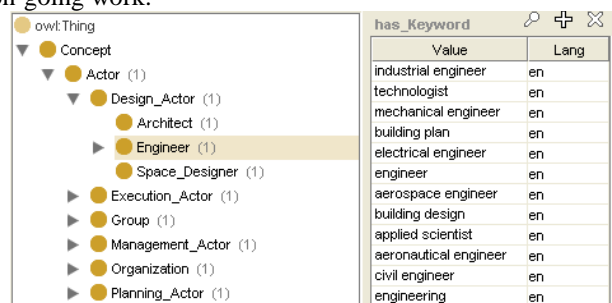 on-going work.
owl:Thing
Concept
Actor (1)
Design_Actor (1)
Architect (1)
Engineer (1)
Space_Designer (1)
Execution_Actor (1)
Group (1)
Management_Actor (1)
Organization (1)
Planning_Actor (1)
has_Keyword
Value Lang
industrial engineer en
technologist en
mechanical engineer en
building plan en
electrical engineer en
engineer en
aerospace engineer en
building design en
applied scientist en
aeronautical engineer en
civil engineer en
engineering en